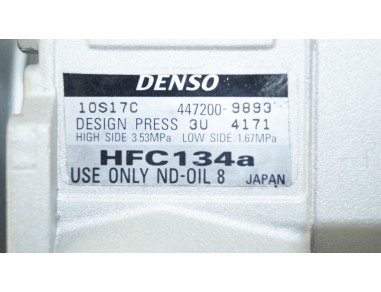 DENSO
10S17C 447200-9893
DESIGN PRESS 3U 4171
HIGH SIDE 3.53MPa LOW SIDE/1.67MPa
HFC134a
USE ONLY ND-OIL 8 JAPAN